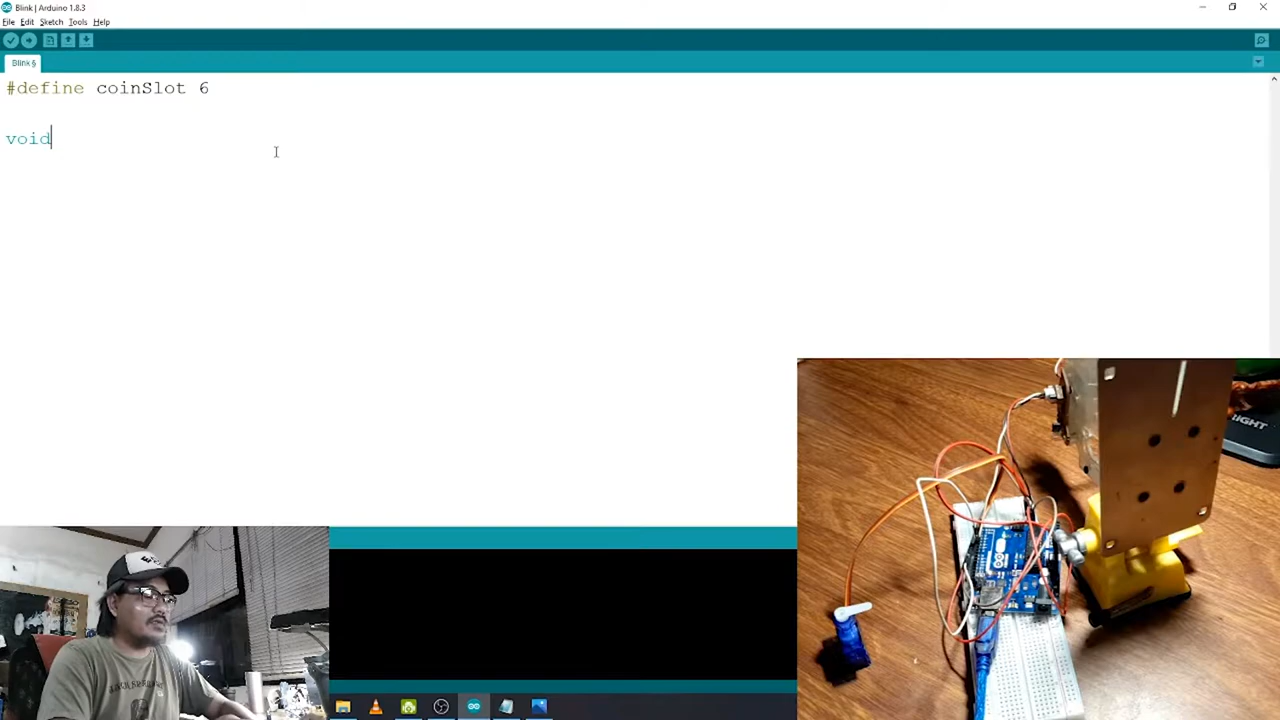 Blink | Arduino 1.8.3
File Edit Sketch Tools Help
Blink §
#define coinSlot 6
void